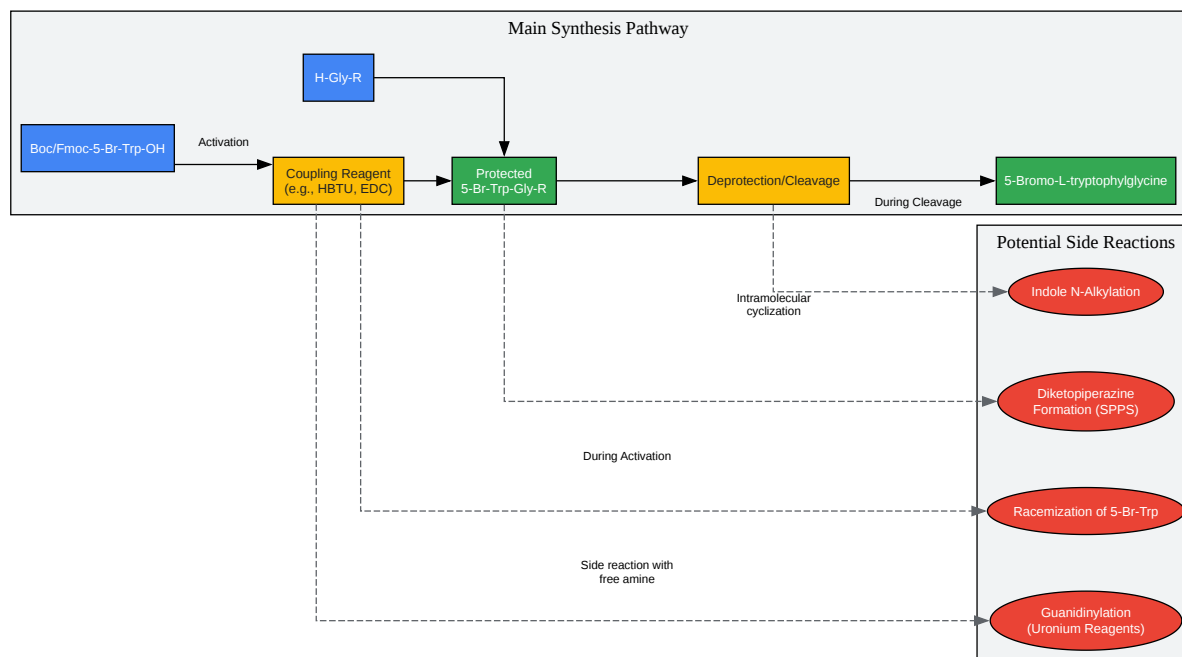 Main Synthesis Pathway
H-Gly-R
Boc/Fmoc-5-Br-Trp-OH
Activation
Coupling Reagent
(e.g., HBTU, EDC)
Protected
5-Br-Trp-Gly-R
Deprotection/Cleavage
5-Bromo-L-tryptophylglycine
During Cleavage
Potential Side Reactions
Indole N-Alkylation
Intramolecular
cyclization
Diketopiperazine
Formation (SPPS)
During Activation
Racemization of 5-Br-Trp
Side reaction with
free amine
Guanidinylation
(Uronium Reagents)